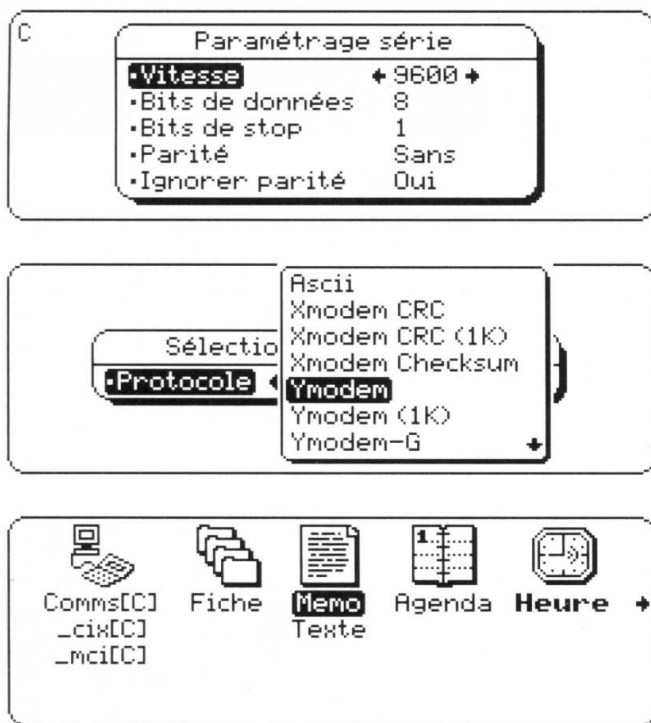 C
Paramétrage série
•Vitesse ←9600→
•Bits de données 8
•Bits de stop 1
•Parité Sans
•Ignorer parité Oui
Ascii
Xmodem CRC
Xmodem CRC (1K)
Xmodem Checksum
Sélectio
•Protocole
Ymodem
Ymodem (1K)
Ymodem-G
1
Comms[C] Fiche Memo Agenda Heure →
_cix[C] Texte
_mci[C]